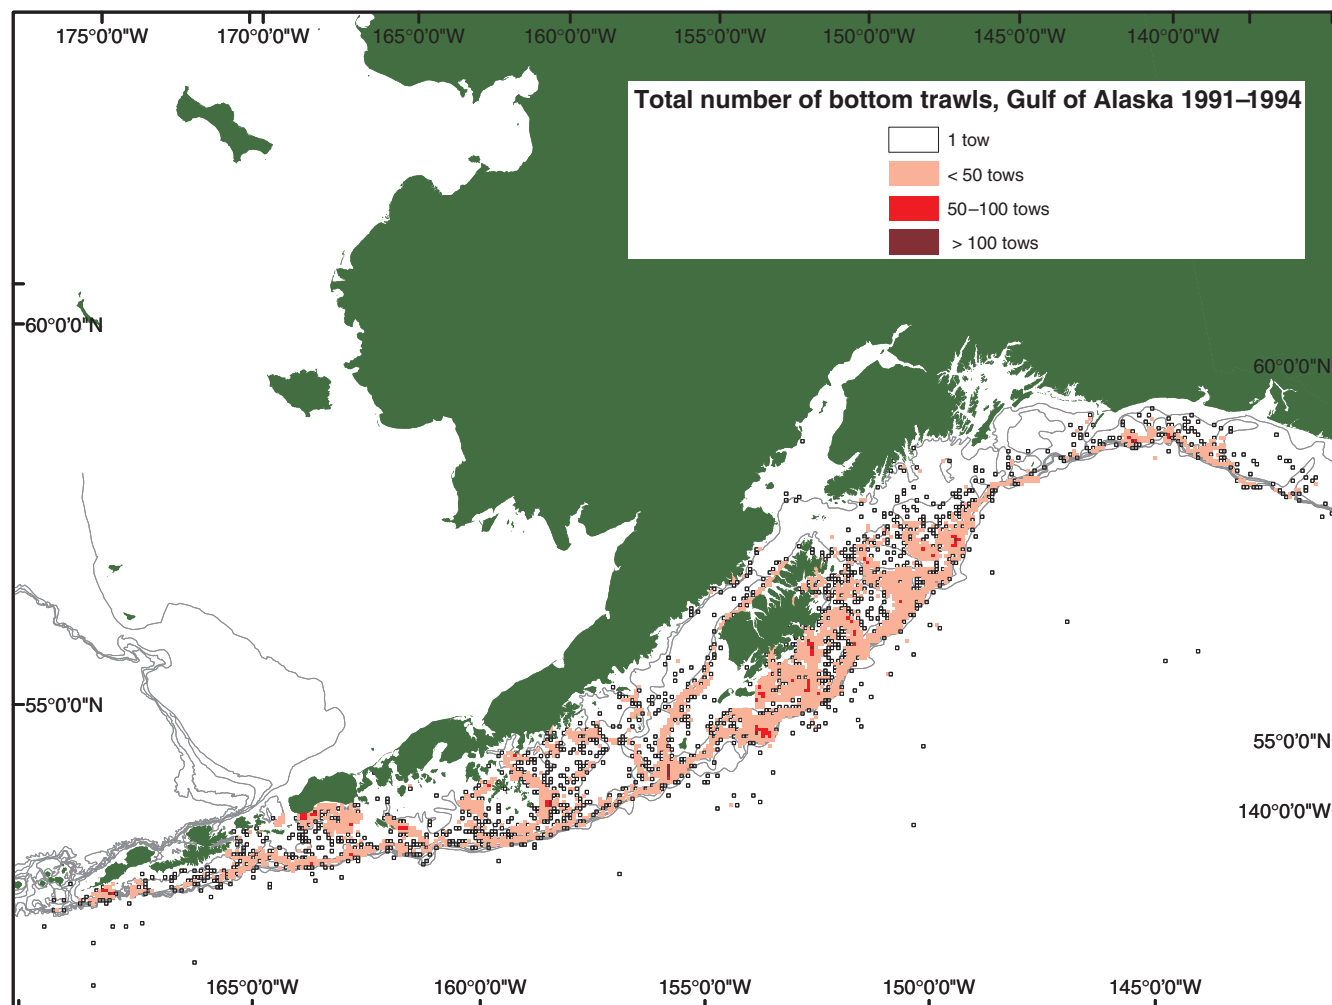 175°0'0"W 170°0'0"W 165°0'0"W 160°0'0"W 155°0'0"W 150°0'0"W 145°0'0"W 140°0'0"W
Total number of bottom trawls, Gulf of Alaska 1991–1994
1 tow
< 50 tows
50–100 tows
> 100 tows
60°0'0"N
60°0'0"N
55°0'0"N
55°0'0"N
140°0'0"W
165°0'0"W 160°0'0"W 155°0'0"W 150°0'0"W 145°0'0"W